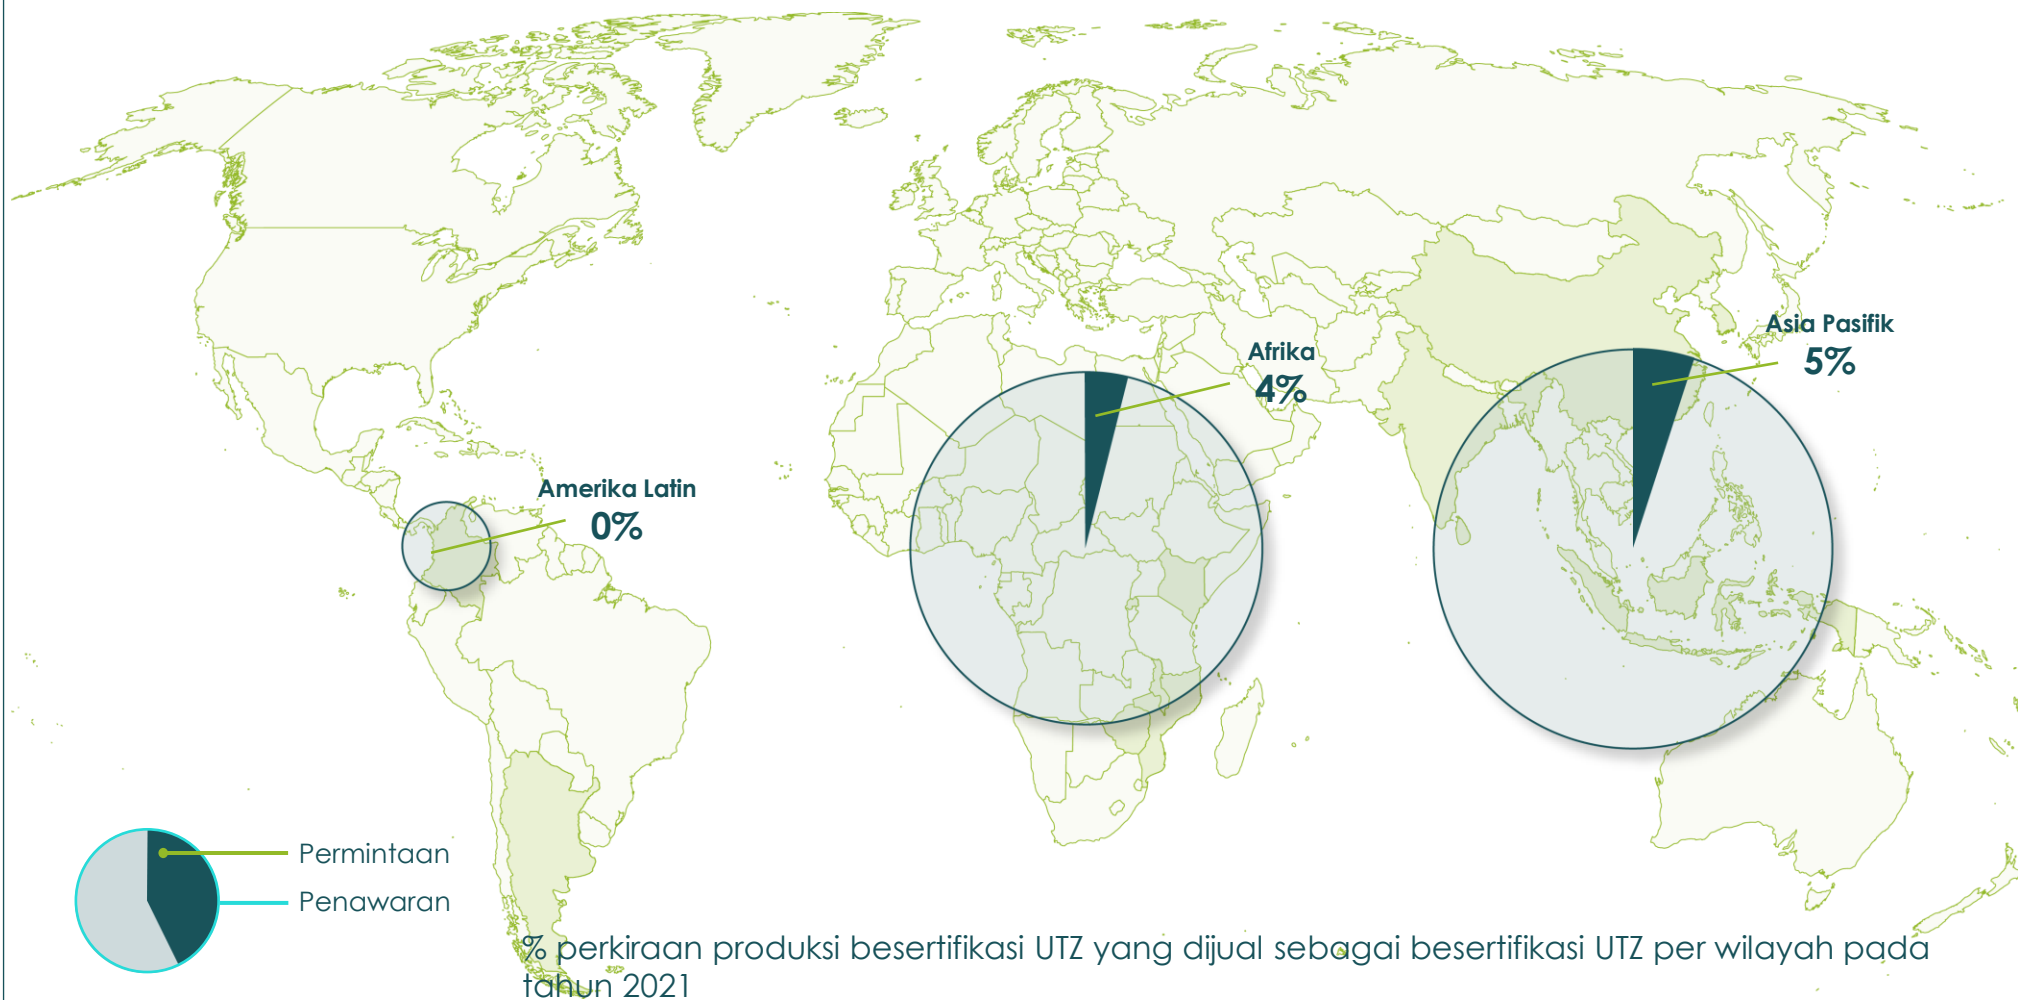 Asia Pasifik
5%
Afrika
4%
Amerika Latin
0%
Permintaan
Penawaran
% perkiraan produksi besertifikasi UTZ yang dijual sebagai besertifikasi UTZ per wilayah pada
tahun 2021